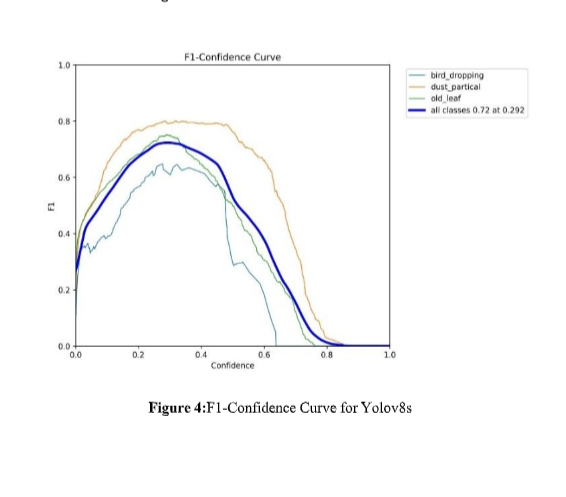 F1-Confidence Curve
1.0
0.8
0.6
0.4
0.2
0.0
F1
0.0 0.2 0.4 0.6 0.8 1.0
Confidence
bird_dropping
dust_partical
old_leaf
all classes 0.72 at 0.292
Figure 4:F1-Confidence Curve for Yolov8s